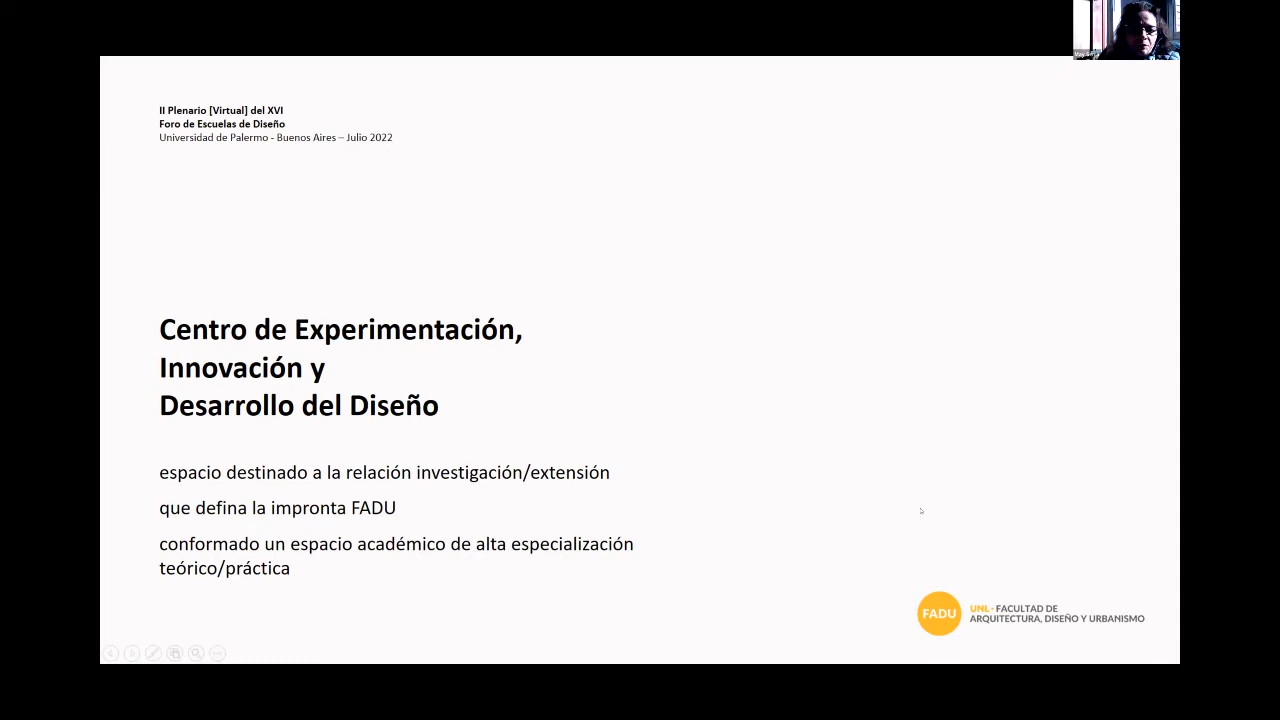 II Plenario [Virtual] del XVI
Foro de Escuelas de Diseño
Universidad de Palermo - Buenos Aires – Julio 2022
Centro de Experimentación,
Innovación y
Desarrollo del Diseño
espacio destinado a la relación investigación/extensión
que defina la impronta FADU
conformado un espacio académico de alta especialización
teórico/práctica
FADU
UNL · FACULTAD DE
ARQUITECTURA, DISEÑO Y URBANISMO